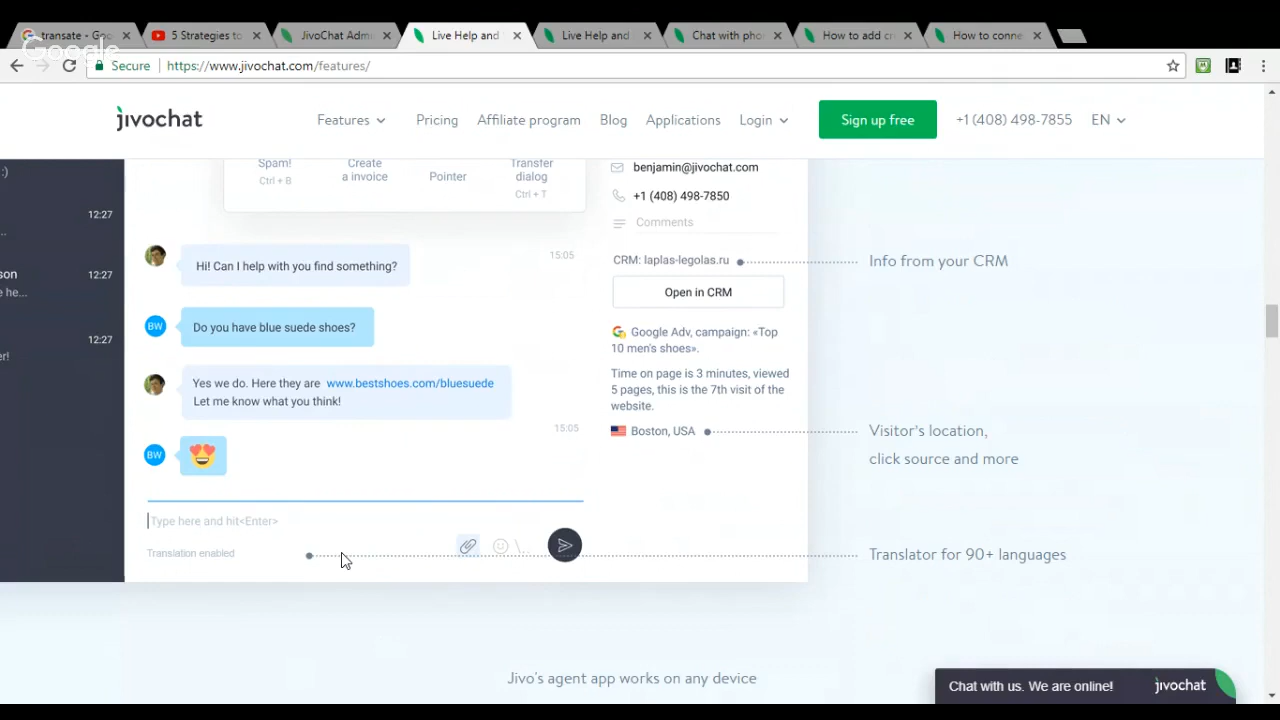 transate - Goo
5 Strategies to
JivoChat Admi
Live Help and
Live Help and
Chat with phon
How to add cr
How to conne
Google
Secure
https://www.jivochat.com/features/
jivochat
Features
Pricing
Affiliate program
Blog
Applications
Login
Sign up free
+1 (408) 498-7855
EN
:)
12:27
...
son
12:27
he...
12:27
er!
Spam!
Ctrl + B
Create
a invoice
Pointer
Transfer
dialog
Ctrl + T
15:05
Hi! Can I help with you find something?
BW
Do you have blue suede shoes?
Yes we do. Here they are www.bestshoes.com/bluesuede
Let me know what you think!
15:05
BW
Type here and hit<Enter>
Translation enabled
benjamin@jivochat.com
+1 (408) 498-7850
Comments
CRM: laplas-legolas.ru
Open in CRM
Google Adv, campaign: «Top
10 men's shoes».
Time on page is 3 minutes, viewed
5 pages, this is the 7th visit of the
website.
Boston, USA
Info from your CRM
Visitor's location,
click source and more
Translator for 90+ languages
Jivo's agent app works on any device
Chat with us. We are online!
jivochat